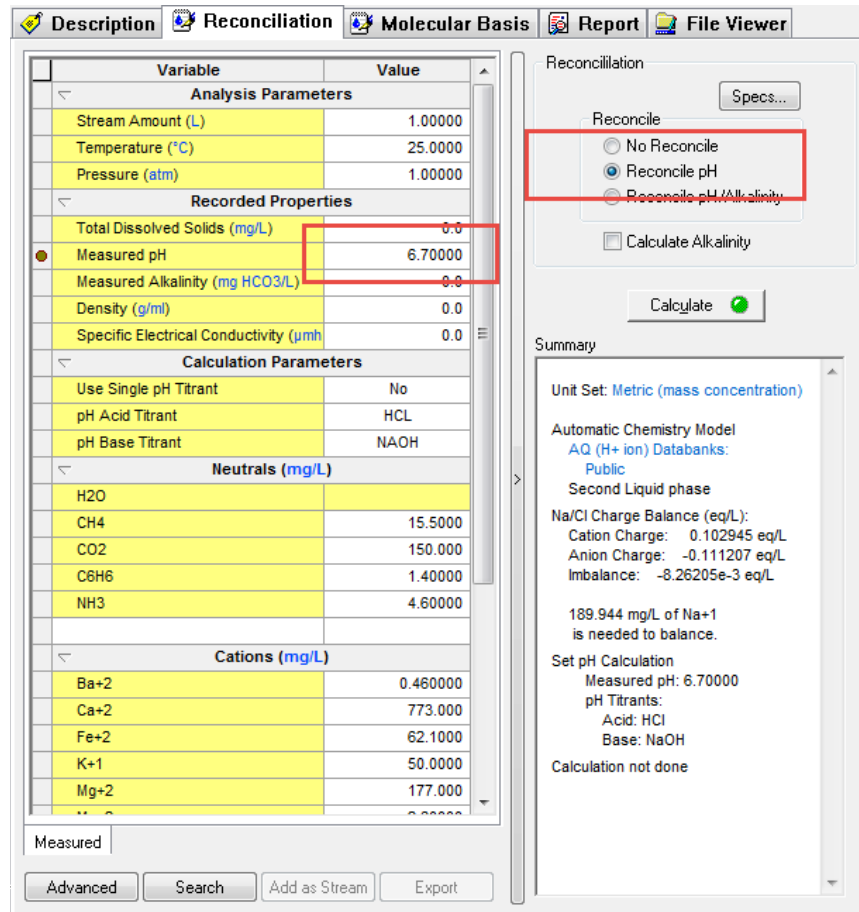 Description Reconciliation Molecular Basis Report File Viewer
Variable Value
Analysis Parameters
Stream Amount (L) 1.00000
Temperature (°C) 25.0000
Pressure (atm) 1.00000
Recorded Properties
Total Dissolved Solids (mg/L) 0.0
Measured pH 6.70000
Measured Alkalinity (mg HCO3/L) 0.0
Density (g/ml) 0.0
Specific Electrical Conductivity (µmh 0.0
Calculation Parameters
Use Single pH Titrant No
pH Acid Titrant HCL
pH Base Titrant NAOH
Neutrals (mg/L)
H2O
CH4 15.5000
CO2 150.000
C6H6 1.40000
NH3 4.60000
Cations (mg/L)
Ba+2 0.460000
Ca+2 773.000
Fe+2 62.1000
K+1 50.0000
Mg+2 177.000
Measured
Advanced Search Add as Stream Export
Reconcililation
Specs...
Reconcile
No Reconcile
Reconcile pH
Reconcile pH/Alkalinity
Calculate Alkalinity
Calculate
Summary
Unit Set: Metric (mass concentration)
Automatic Chemistry Model
AQ (H+ ion) Databanks:
Public
Second Liquid phase
Na/Cl Charge Balance (eq/L):
Cation Charge: 0.102945 eq/L
Anion Charge: -0.111207 eq/L
Imbalance: -8.26205e-3 eq/L
189.944 mg/L of Na+1
is needed to balance.
Set pH Calculation
Measured pH: 6.70000
pH Titrants:
Acid: HCl
Base: NaOH
Calculation not done